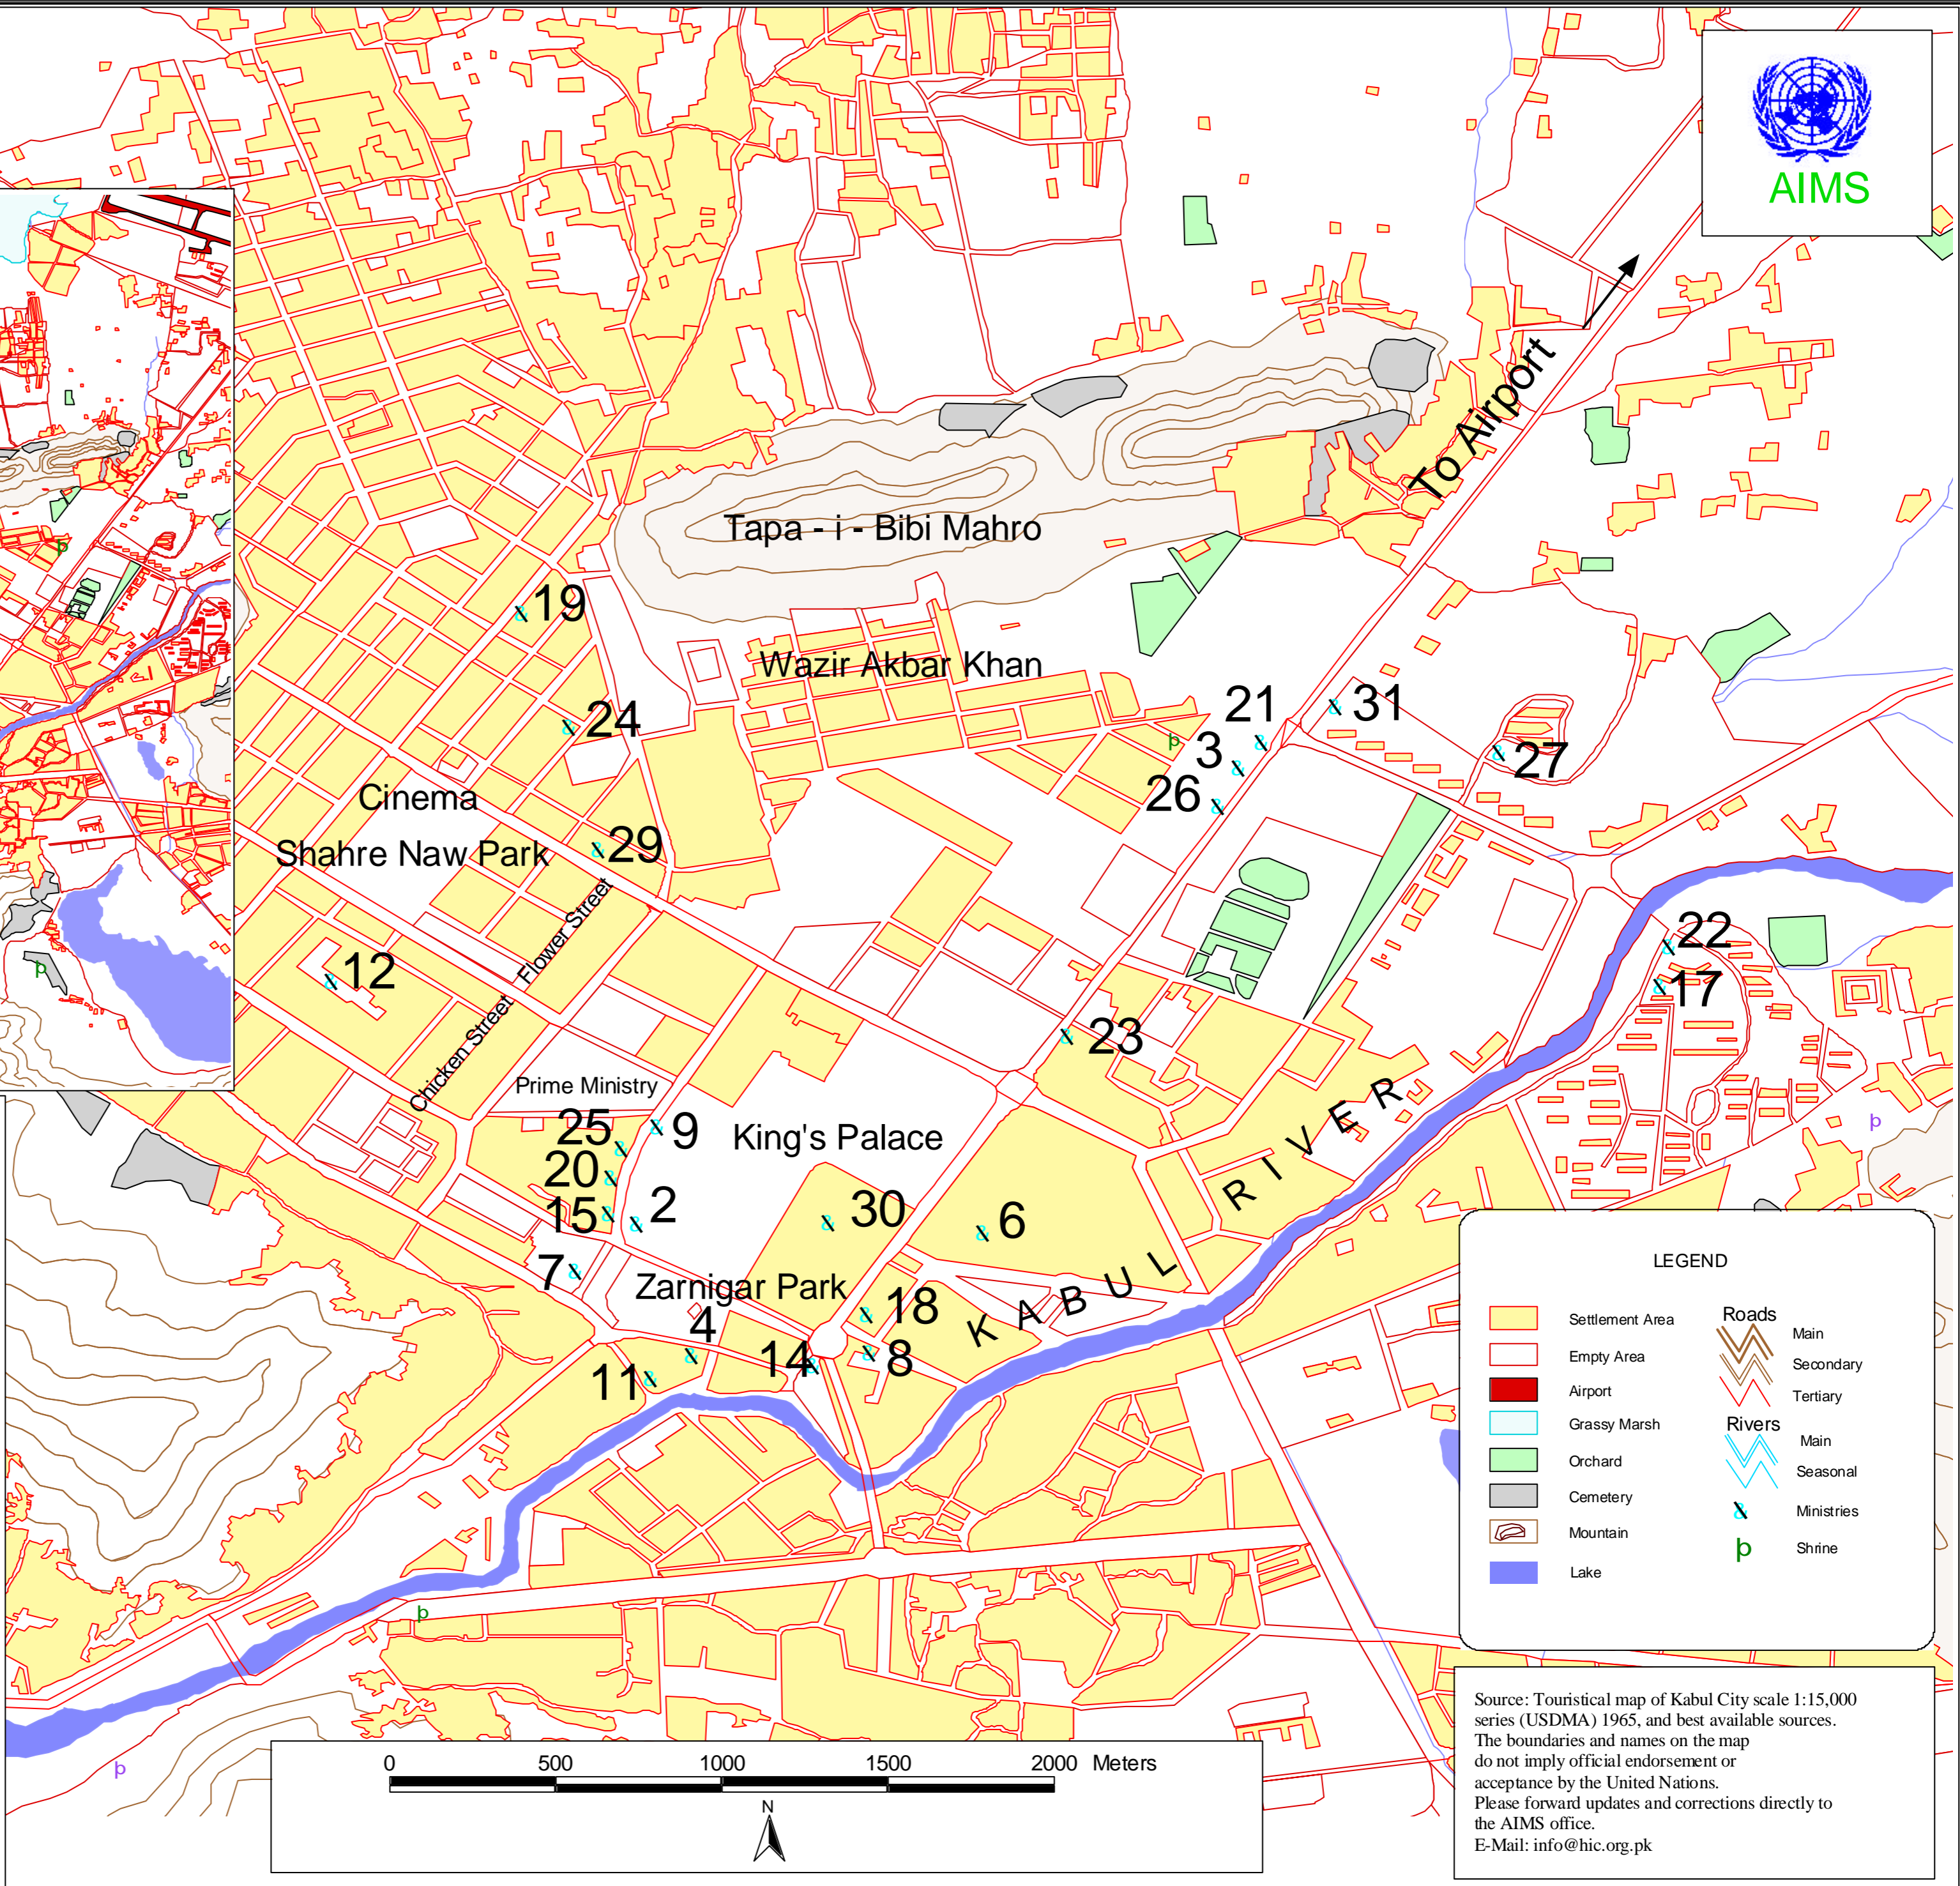 AIMS
To Airport
Tapa - i - Bibi Mahro
19
Wazir Akbar Khan
21
31
24
3
27
26
Cinema
Shahre Naw Park
29
Flower Street
22
12
17
Chicken Street
23
Prime Ministry
25
9
King's Palace
20
15
2
30
6
7
Zarnigar Park
4
18
14
8
11
KABUL RIVER
LEGEND
Settlement Area
Empty Area
Airport
Grassy Marsh
Orchard
Cemetery
Mountain
Lake
Roads
Main
Secondary
Tertiary
Rivers
Main
Seasonal
& Ministries
þ Shrine
0 500 1000 1500 2000 Meters
N
Source: Touristical map of Kabul City scale 1:15,000
series (USDMA) 1965, and best available sources.
The boundaries and names on the map
do not imply official endorsement or
acceptance by the United Nations.
Please forward updates and corrections directly to
the AIMS office.
E-Mail: info@hic.org.pk